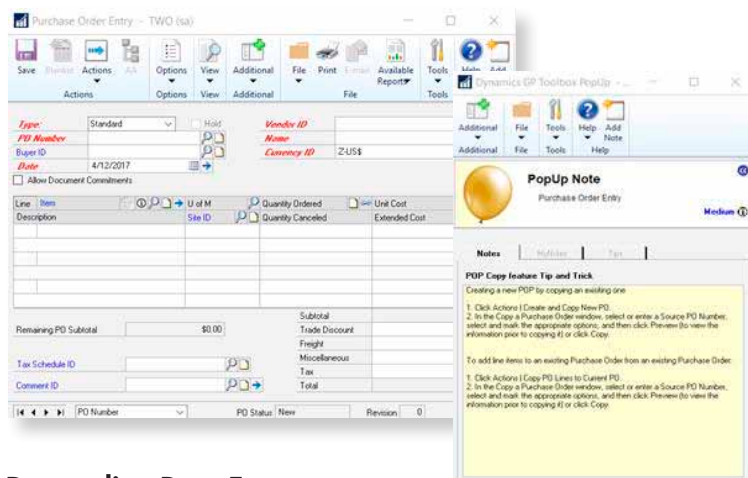 Purchase Order Entry - TWO (sa)
Save
Actions
Options
View
Additional
File
Print
Available Reports
Tools
Help
Add
Actions
Options
View
Additional
File
Tools
Type:
Standard
Hold
Vendor ID
PO Number
Name
Buyer ID
Currency ID
Z-US$
Date
4/12/2017
Allow Document Commitments
Line
Item
U of M
Quantity Ordered
Unit Cost
Description
Site ID
Quantity Canceled
Extended Cost
Remaining PO Subtotal
$0.00
Subtotal
Trade Discount
Freight
Miscellaneous
Tax Schedule ID
Tax
Comment ID
Total
PO Number
PO Status
New
Revision
0
Dynamics GP Toolbox PopUp - ...
Additional
File
Tools
Help
Add Note
Additional
File
Tools
Help
PopUp Note
Purchase Order Entry
Medium
Notes
Tips
POP Copy feature Tip and Trick
Creating a new POP by copying an existing one
1. Click Actions | Create and Copy New PO.
2. In the Copy a Purchase Order window, select or enter a Source PO Number,
select and mark the appropriate options, and then click Preview (to view the
information prior to copying it) or click Copy.
To add line items to an existing Purchase Order from an existing Purchase Order:
1. Click Actions | Copy PO Lines to Current PO.
2. In the Copy a Purchase Order window, select or enter a Source PO Number,
select and mark the appropriate options, and then click Preview (to view the
information prior to copying it) or click Copy.